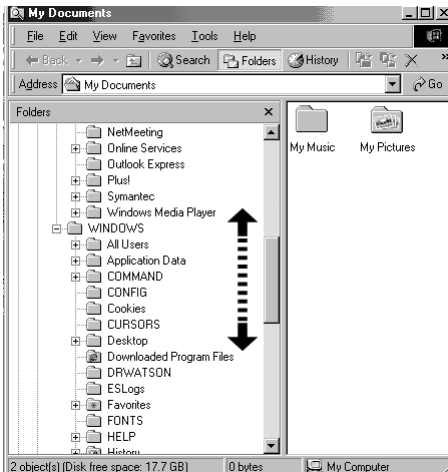 My Documents
File Edit View Favorites Tools Help
Back Search Folders History »
Address My Documents Go
Folders
NetMeeting
Online Services
Outlook Express
Plus!
Symantec
Windows Media Player
WINDOWS
All Users
Application Data
COMMAND
CONFIG
Cookies
CURSORS
Desktop
Downloaded Program Files
DRWATSON
ESLogs
Favorites
FONTS
HELP
History
My Music My Pictures
2 object(s) (Disk free space: 17.7 GB) 0 bytes My Computer